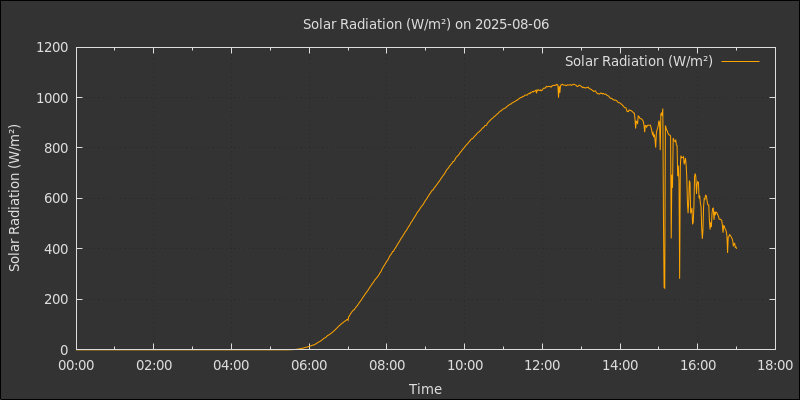 Solar Radiation (W/m²) on 2025-08-06
Solar Radiation (W/m²)
Solar Radiation (W/m²)
1200
1000
800
600
400
200
0
00:00 02:00 04:00 06:00 08:00 10:00 12:00 14:00 16:00 18:00
Time